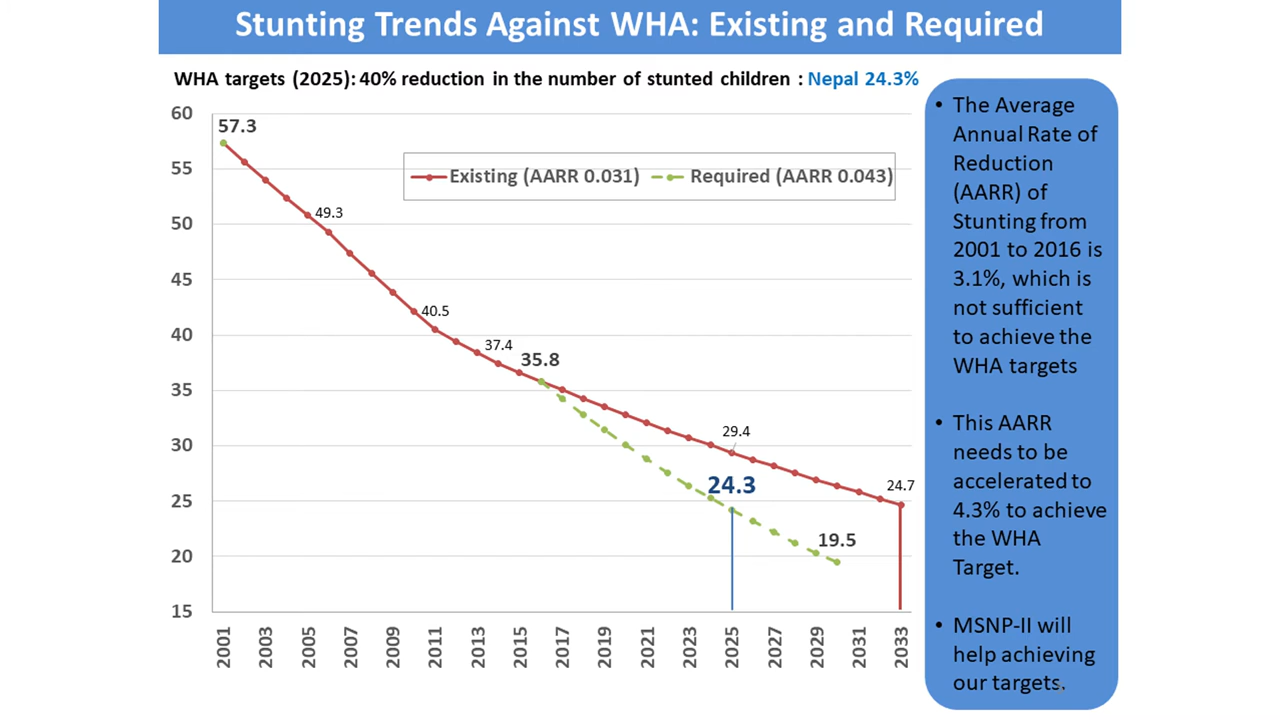 Stunting Trends Against WHA: Existing and Required
WHA targets (2025): 40% reduction in the number of stunted children : Nepal 24.3%
60
55
50
45
40
35
30
25
20
15
57.3
49.3
40.5
37.4
35.8
29.4
24.3
24.7
19.5
Existing (AARR 0.031)
Required (AARR 0.043)
2001
2003
2005
2007
2009
2011
2013
2015
2017
2019
2021
2023
2025
2027
2029
2031
2033
• The Average
Annual Rate of
Reduction
(AARR) of
Stunting from
2001 to 2016 is
3.1%, which is
not sufficient
to achieve the
WHA targets
• This AARR
needs to be
accelerated to
4.3% to achieve
the WHA
Target.
• MSNP-II will
help achieving
our targets.